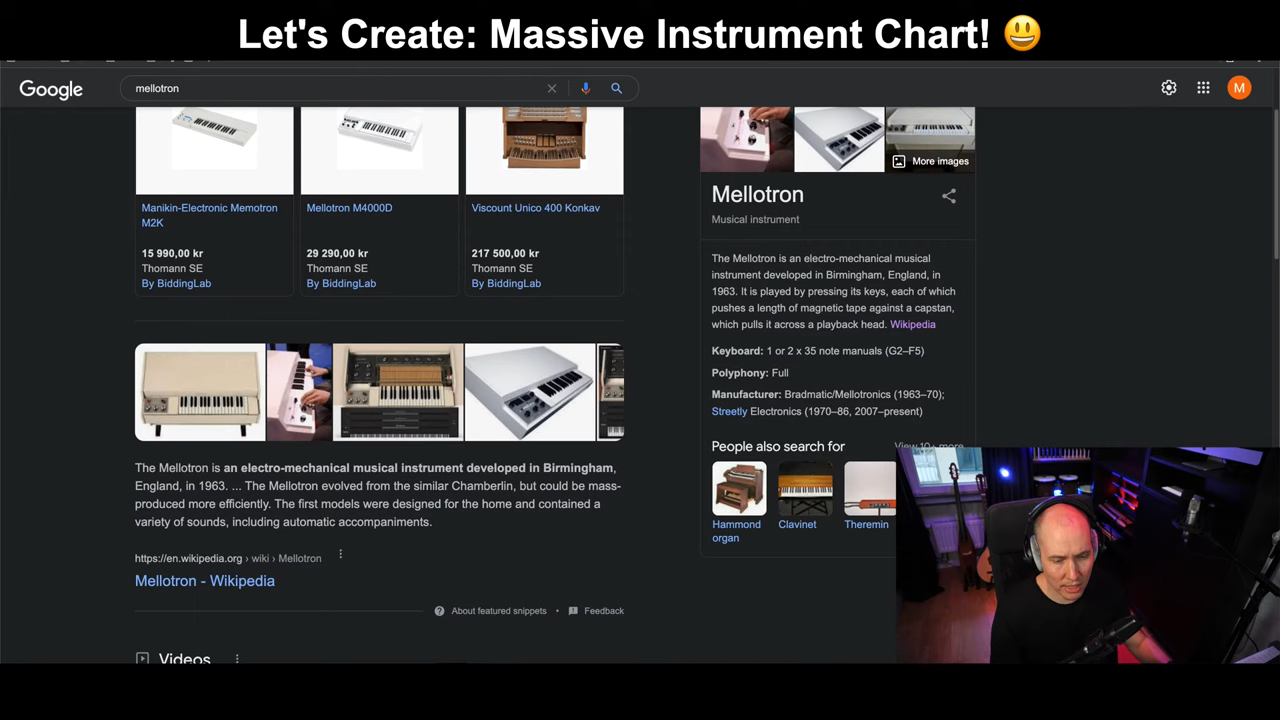 Let's Create: Massive Instrument Chart! 😃
Google
mellotron
M
Manikin-Electronic Memotron
M2K
15 990,00 kr
Thomann SE
By BiddingLab
Mellotron M4000D
29 290,00 kr
Thomann SE
By BiddingLab
Viscount Unico 400 Konkav
217 500,00 kr
Thomann SE
By BiddingLab
The Mellotron is an electro-mechanical musical instrument developed in Birmingham,
England, in 1963. ... The Mellotron evolved from the similar Chamberlin, but could be mass-
produced more efficiently. The first models were designed for the home and contained a
variety of sounds, including automatic accompaniments.
https://en.wikipedia.org › wiki › Mellotron
Mellotron - Wikipedia
About featured snippets • Feedback
Videos
More images
Mellotron
Musical instrument
The Mellotron is an electro-mechanical musical
instrument developed in Birmingham, England, in
1963. It is played by pressing its keys, each of which
pushes a length of magnetic tape against a capstan,
which pulls it across a playback head. Wikipedia
Keyboard: 1 or 2 x 35 note manuals (G2–F5)
Polyphony: Full
Manufacturer: Bradmatic/Mellotronics (1963–70);
Streetly Electronics (1970–86, 2007–present)
People also search for
View 10+ more
Hammond
organ
Clavinet
Theremin